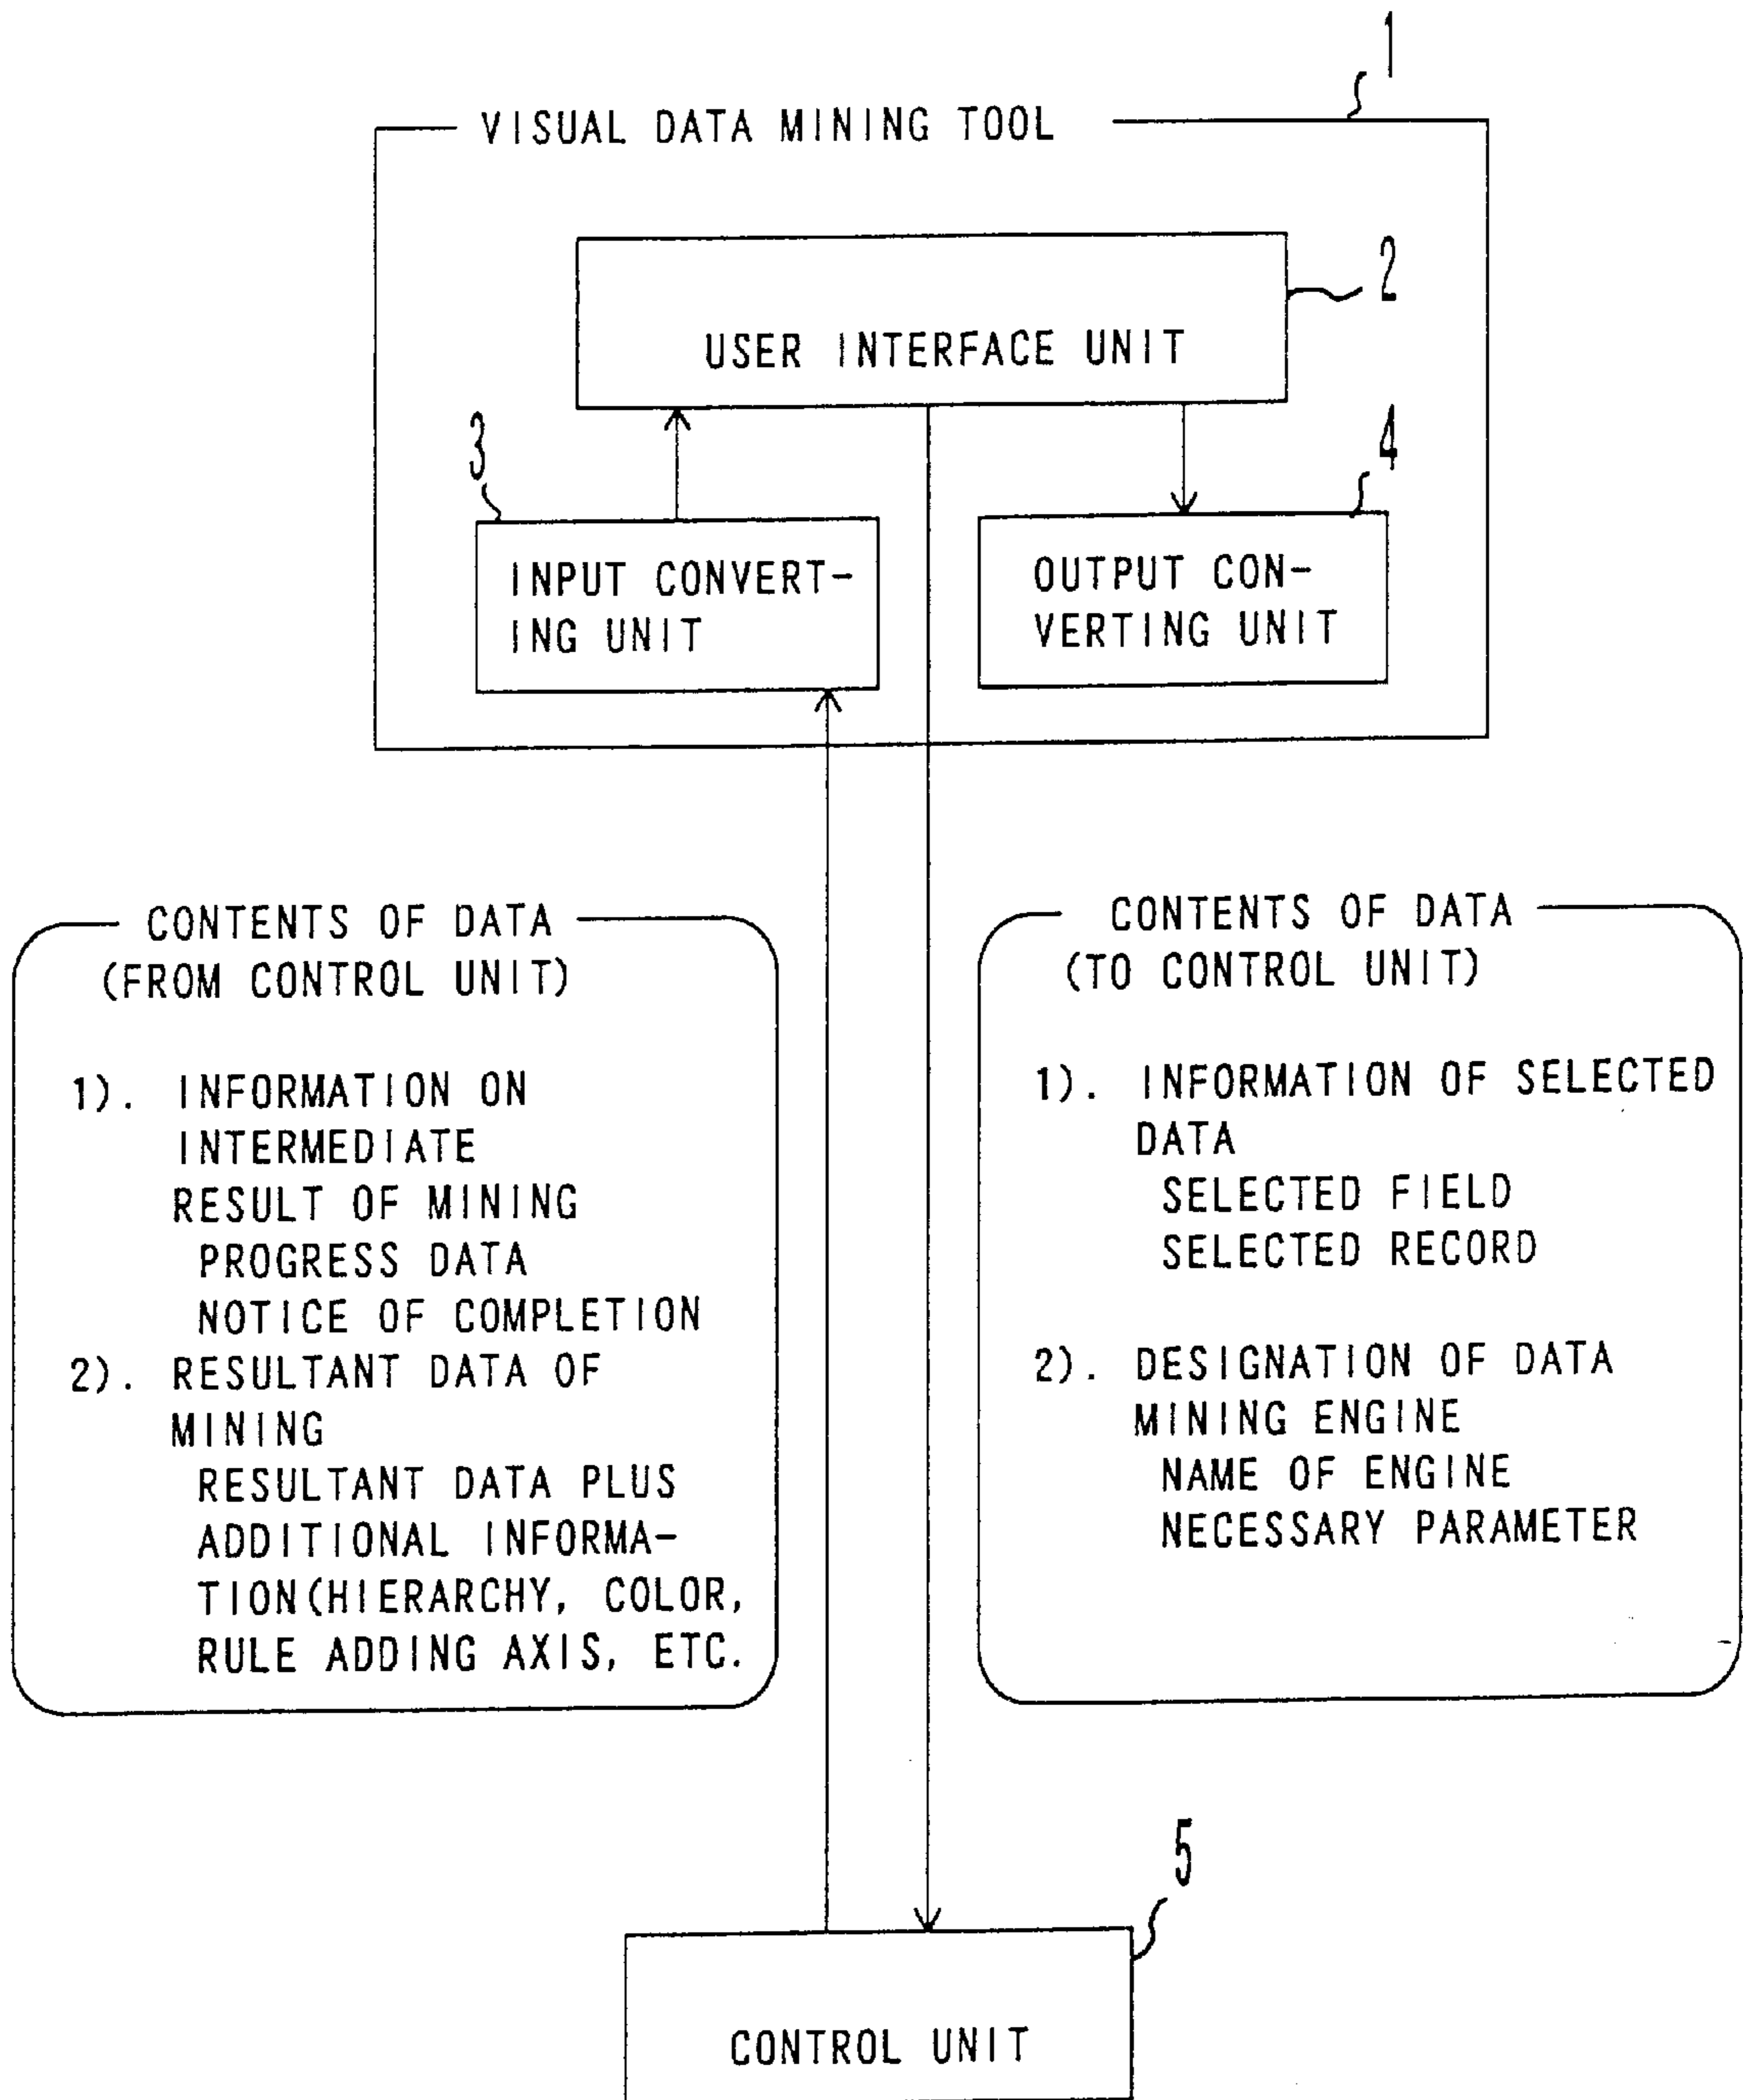 1
VISUAL DATA MINING TOOL
2
USER INTERFACE UNIT
3
4
INPUT CONVERT-
ING UNIT
OUTPUT CON-
VERTING UNIT
CONTENTS OF DATA
(FROM CONTROL UNIT)
1). INFORMATION ON
INTERMEDIATE
RESULT OF MINING
PROGRESS DATA
NOTICE OF COMPLETION
2). RESULTANT DATA OF
MINING
RESULTANT DATA PLUS
ADDITIONAL INFORMA-
TION(HIERARCHY, COLOR,
RULE ADDING AXIS, ETC.
CONTENTS OF DATA
(TO CONTROL UNIT)
1). INFORMATION OF SELECTED
DATA
SELECTED FIELD
SELECTED RECORD
2). DESIGNATION OF DATA
MINING ENGINE
NAME OF ENGINE
NECESSARY PARAMETER
5
CONTROL UNIT